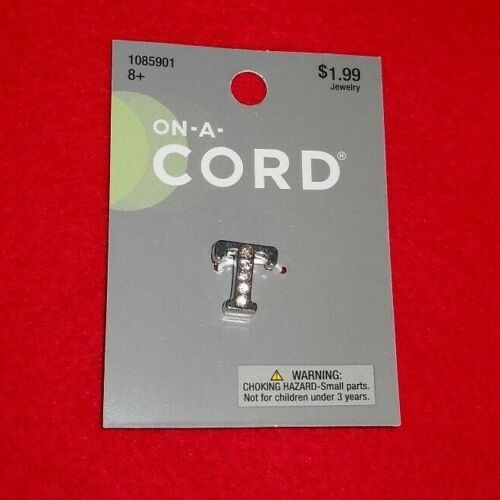 1085901
8+
$1.99
Jewelry
ON-A-
CORD®
T
⚠ WARNING:
CHOKING HAZARD-Small parts.
Not for children under 3 years.